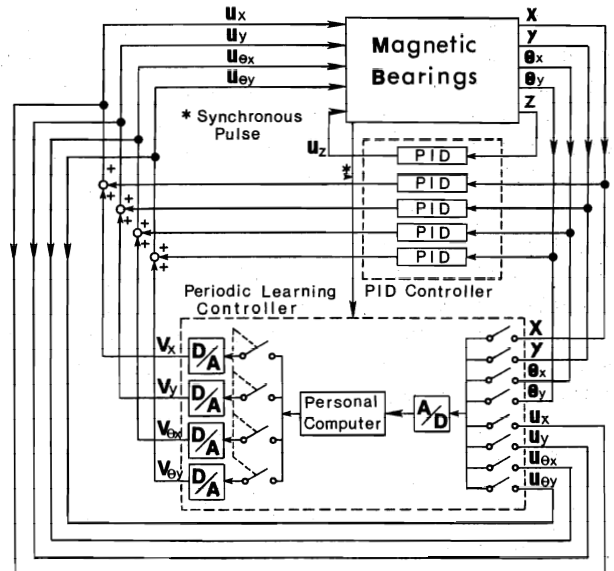 ux
uy
uθx
uθy
Magnetic
Bearings
x
y
θx
θy
z
* Synchronous
Pulse
uz
**
PID
PID
PID
PID
PID
+
+
+
+
+
+
+
+
Periodic Learning
Controller
PID Controller
Vx
D/A
Vy
D/A
Vθx
D/A
Vθy
D/A
Personal
Computer
A/D
x
y
θx
θy
ux
uy
uθx
uθy